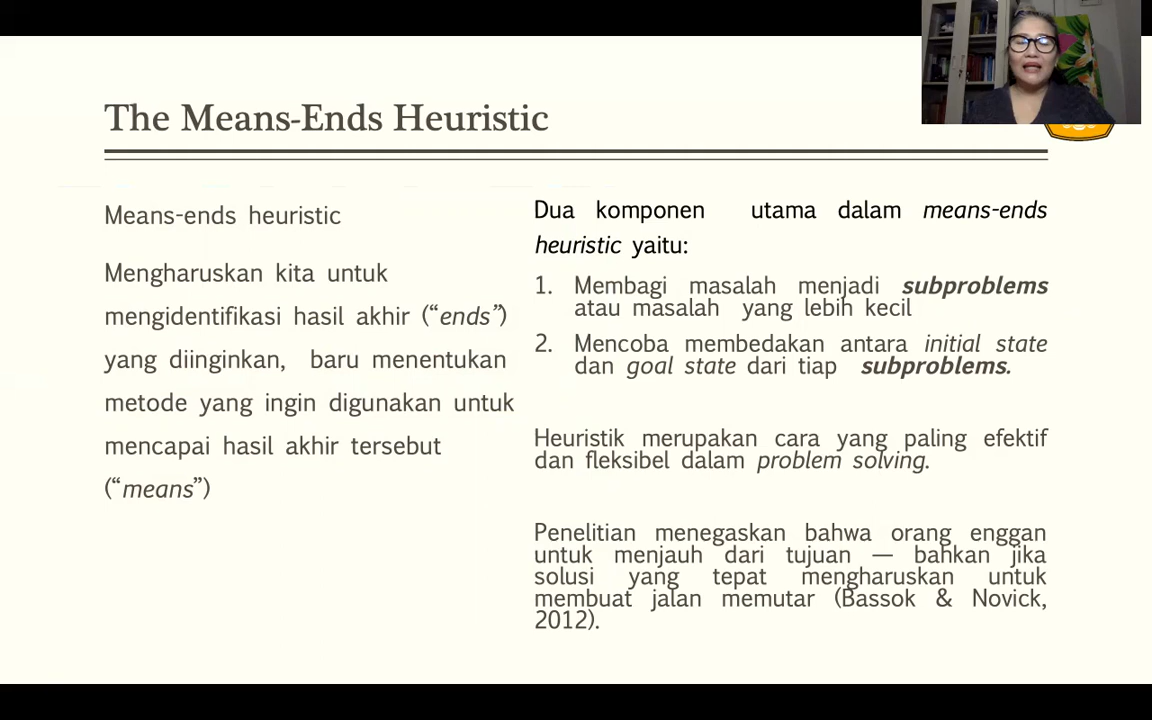 The Means-Ends Heuristic
Means-ends heuristic
Mengharuskan kita untuk
mengidentifikasi hasil akhir (“ends”)
yang diinginkan, baru menentukan
metode yang ingin digunakan untuk
mencapai hasil akhir tersebut
(“means”)
Dua komponen utama dalam means-ends
heuristic yaitu:
1. Membagi masalah menjadi subproblems
atau masalah yang lebih kecil
2. Mencoba membedakan antara initial state
dan goal state dari tiap subproblems.
Heuristik merupakan cara yang paling efektif
dan fleksibel dalam problem solving.
Penelitian menegaskan bahwa orang enggan
untuk menjauh dari tujuan — bahkan jika
solusi yang tepat mengharuskan untuk
membuat jalan memutar (Bassok & Novick,
2012).